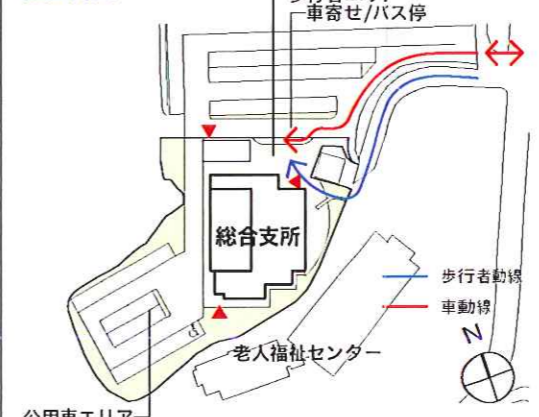 車寄せ/バス停
総合支所
歩行者動線
車動線
N
老人福祉センター
公用車エリア